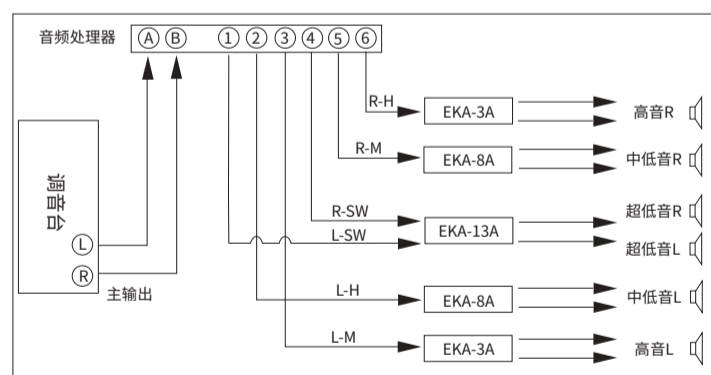 音频处理器 A B 1 2 3 4 5 6
R-H EKA-3A 高音R
R-M EKA-8A 中低音R
调音台
R-SW 超低音R
L-SW EKA-13A 超低音L
L
R
主输出
L-H EKA-8A 中低音L
L-M EKA-3A 高音L